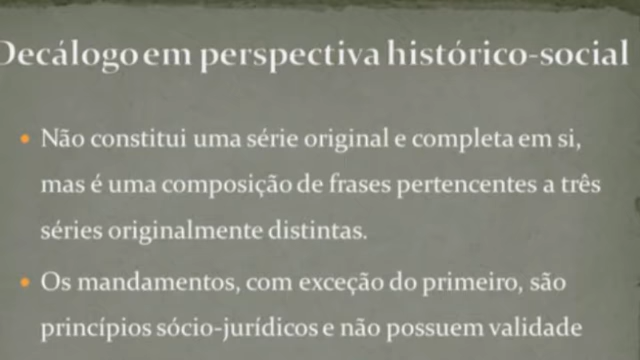 Decálogo em perspectiva histórico-social
• Não constitui uma série original e completa em si,
mas é uma composição de frases pertencentes a três
séries originalmente distintas.
• Os mandamentos, com exceção do primeiro, são
princípios sócio-jurídicos e não possuem validade